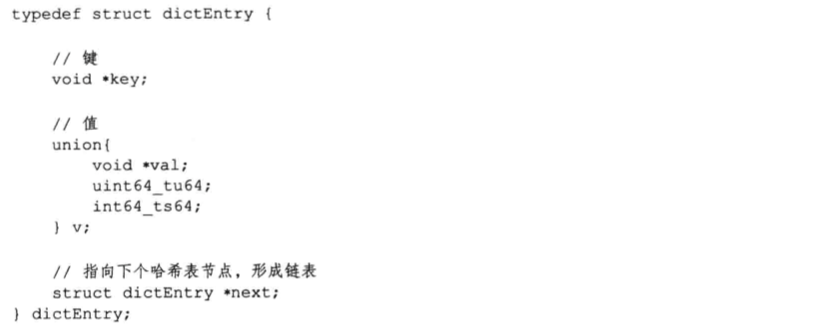 typedef struct dictEntry {
// 键
void *key;
// 值
union{
void *val;
uint64_tu64;
int64_ts64;
} v;
// 指向下个哈希表节点，形成链表
struct dictEntry *next;
} dictEntry;